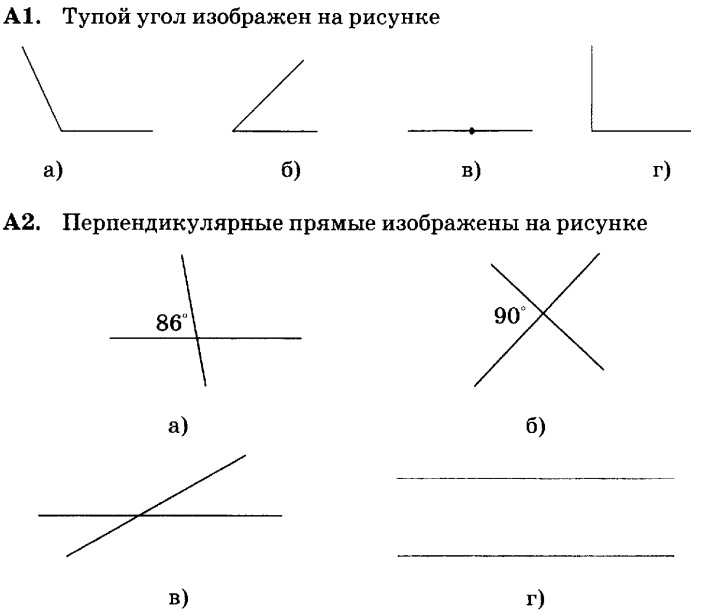 А1. Тупой угол изображен на рисунке
а) б) в) г)
А2. Перпендикулярные прямые изображены на рисунке
86° 90°
а) б)
в) г)